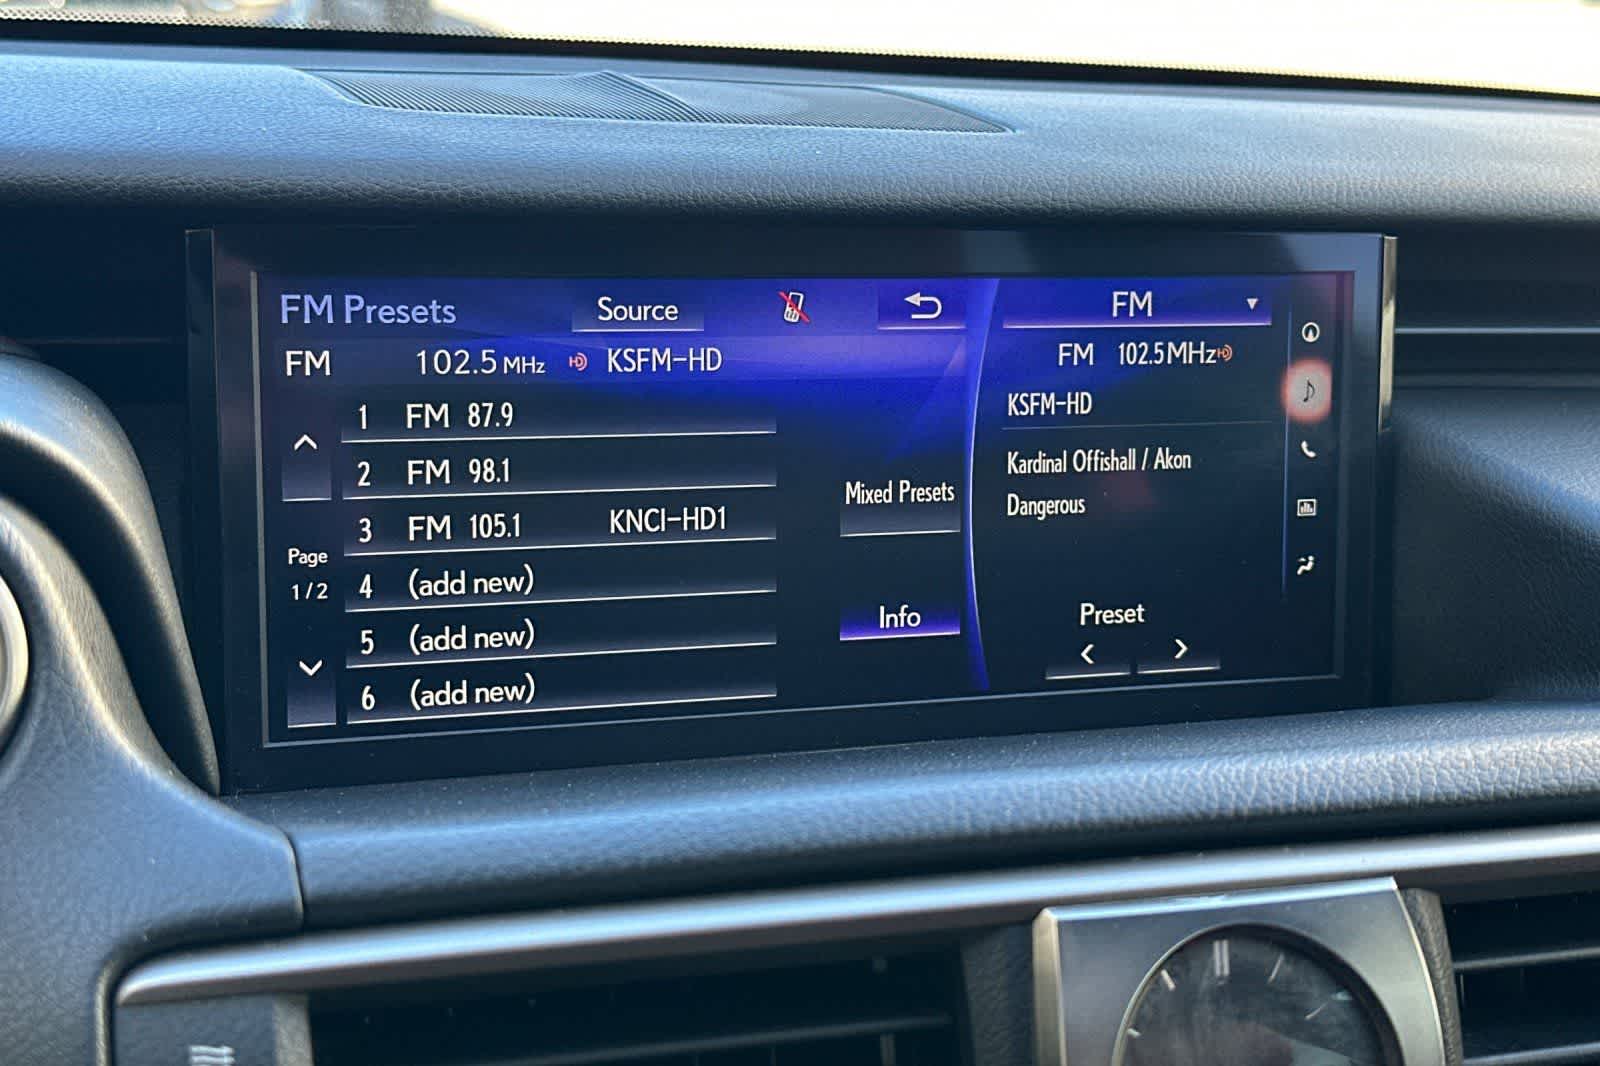 FM Presets
Source
FM 102.5 MHz HD KSFM-HD
1 FM 87.9
2 FM 98.1
3 FM 105.1 KNCI-HD1
4 (add new)
5 (add new)
6 (add new)
Page
1/2
Mixed Presets
Info
FM
FM 102.5MHz HD
KSFM-HD
Kardinal Offishall / Akon
Dangerous
Preset